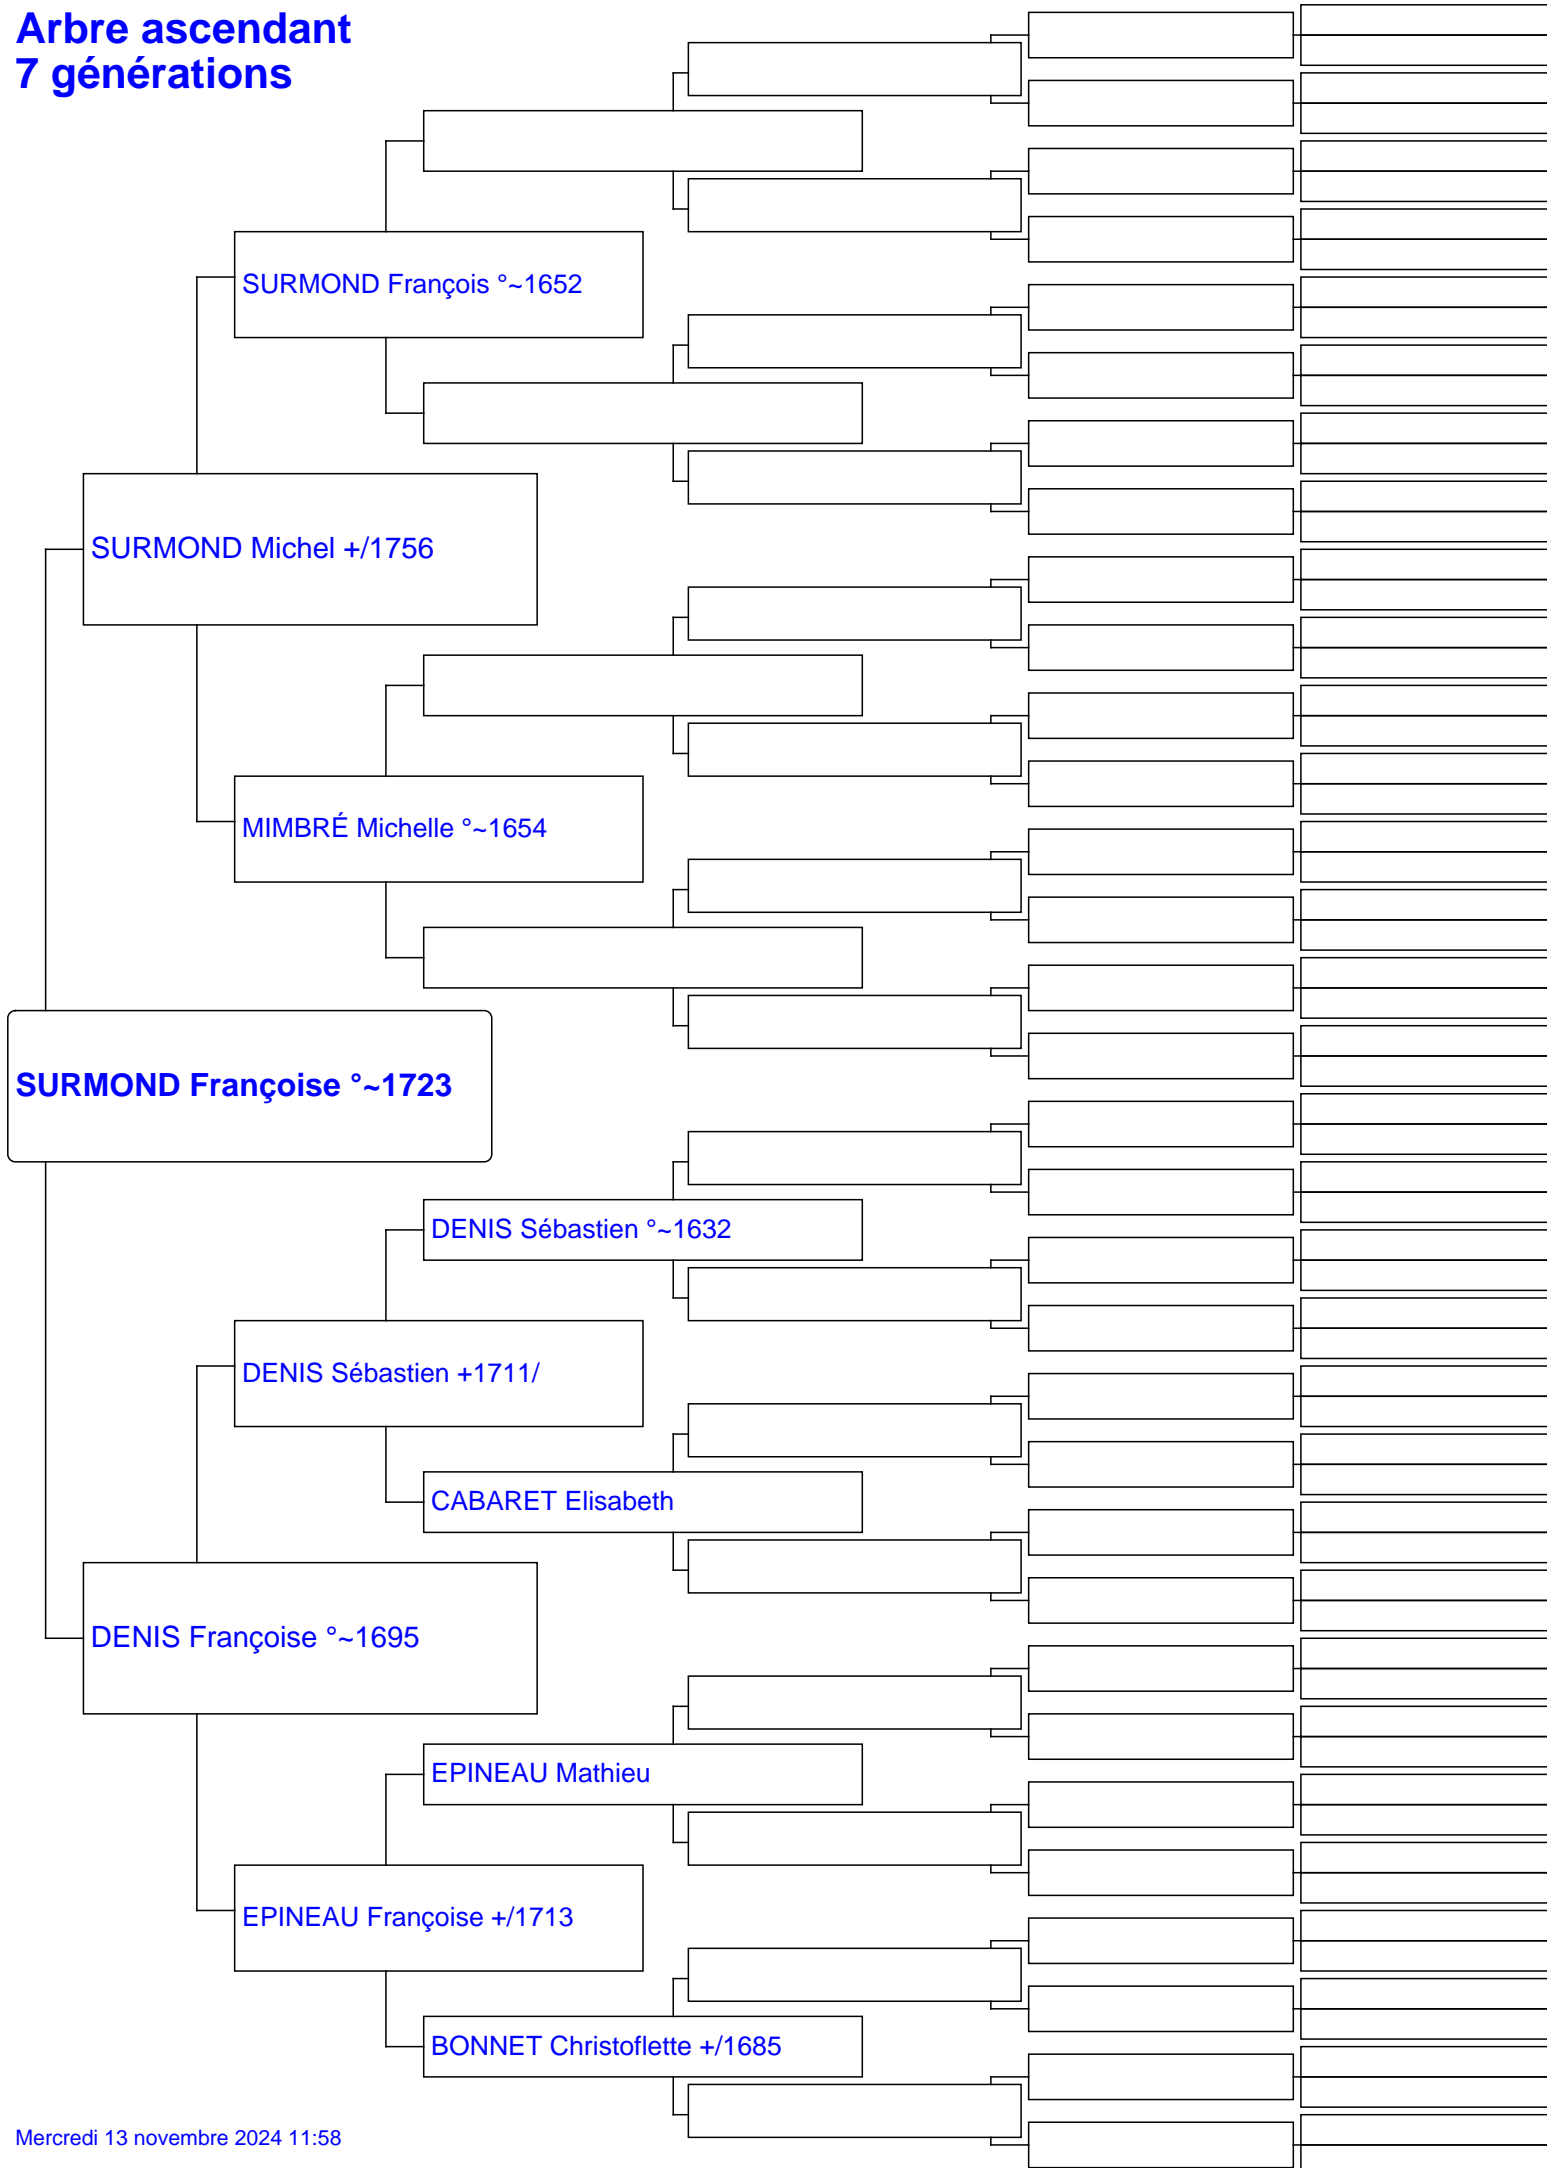 Arbre ascendant
7 générations
SURMOND François °~1652
SURMOND Michel +/1756
MIMBRÉ Michelle °~1654
SURMOND Françoise °~1723
DENIS Sébastien °~1632
DENIS Sébastien +1711/
CABARET Elisabeth
DENIS Françoise °~1695
EPINEAU Mathieu
EPINEAU Françoise +/1713
BONNET Christoflette +/1685
Mercredi 13 novembre 2024 11:58